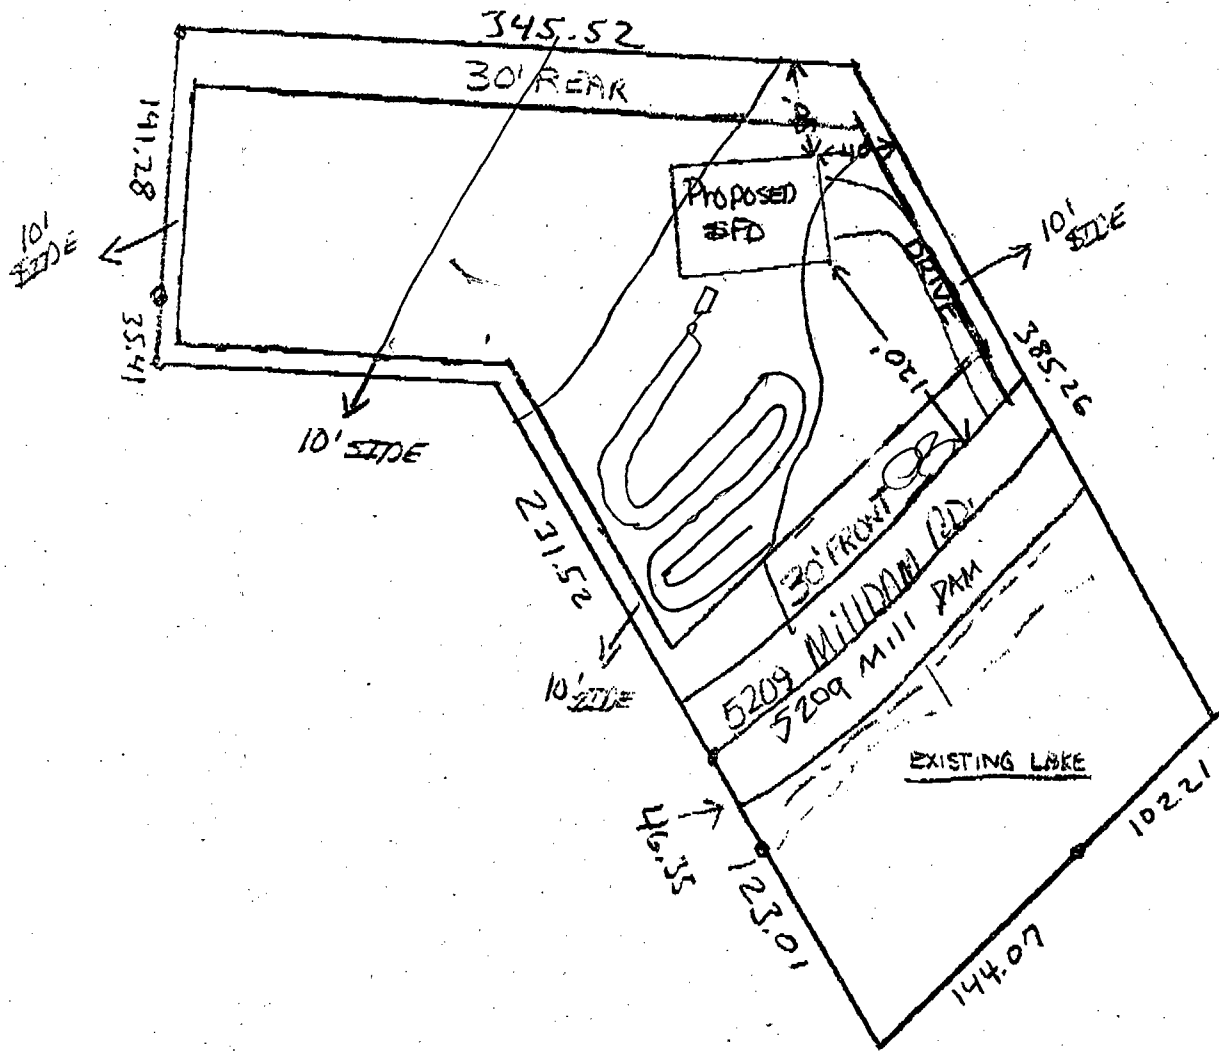 345.52
30' REAR
141.28
40'
PROPOSED
SFD
10'
SIDE
10'
SIDE
DRIVE
35.41
120'
385.26
10' SIDE
231.52
30' FRONT
5209 MillDAM RD.
5209 Mill DAM
10' SIDE
EXISTING LAKE
46.35
123.01
102.21
144.07